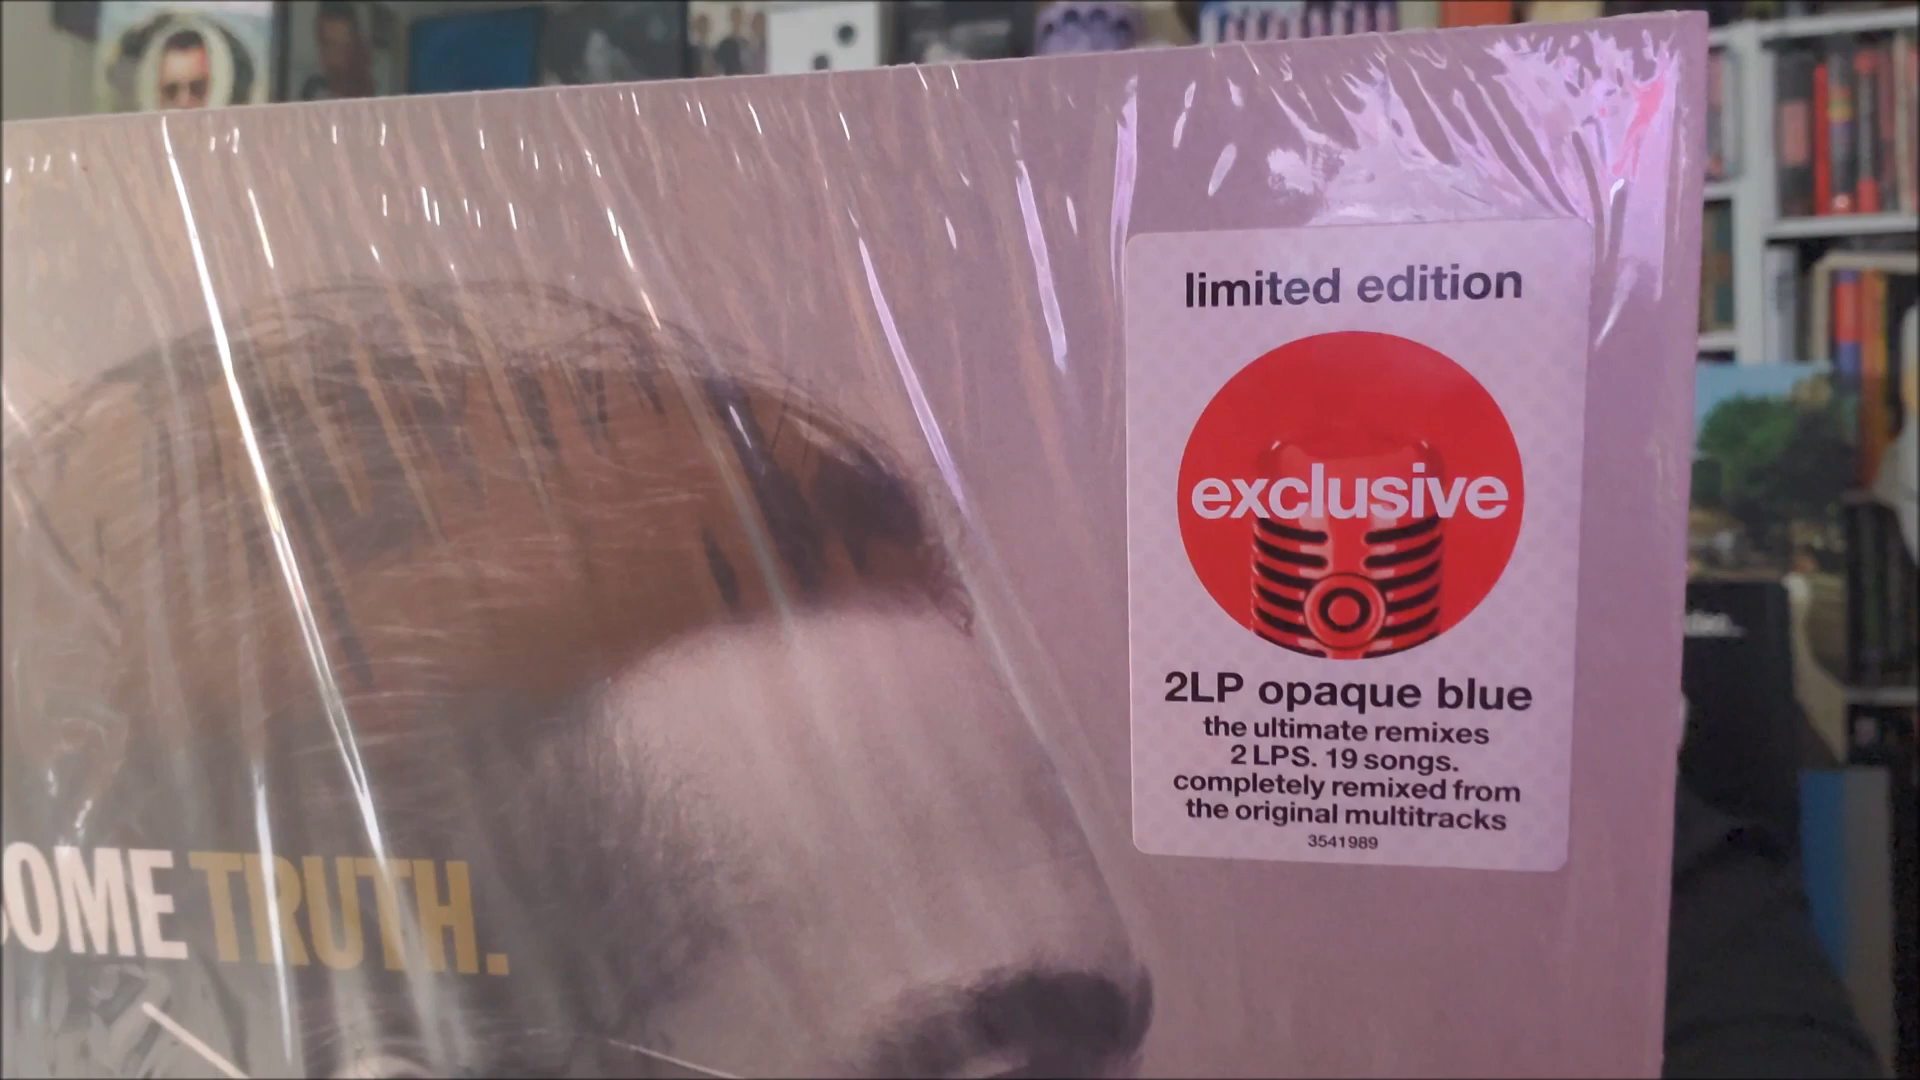 limited edition
exclusive
2LP opaque blue
the ultimate remixes
2 LPS. 19 songs.
completely remixed from
the original multitracks
3541989
OME TRUTH.